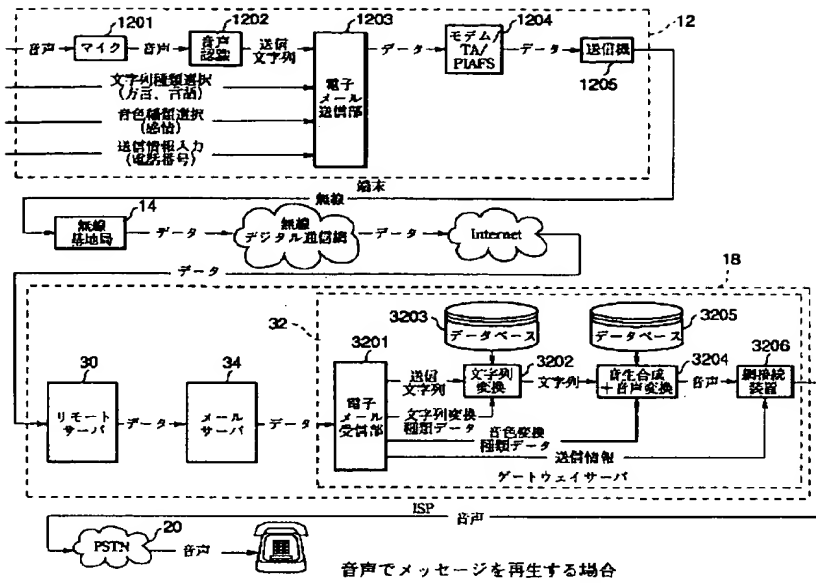 1201
1202
1203
1204
12
音声
マイク
音声
音声
認識
送信
文字列
電子
メール
送信部
データ
モデム/
TA/
PIAFS
データ
送信機
1205
文字列種類選択
(方言、言語)
音色種類選択
(感情)
送信情報入力
(電話番号)
端末
無線
14
無線
基地局
データ
無線
デジタル通信網
データ
Internet
データ
18
32
3203
データベース
3205
データベース
3206
30
34
3201
3202
3204
リモート
サーバ
データ
メール
サーバ
データ
電子
メール
受信部
送信
文字列
文字列
変換
文字列
音生合成
+音声変換
音声
網接続
装置
文字列変換
種類データ
音色変換
種類データ
送信情報
ゲートウェイサーバ
ISP
音声
20
PSTN
音声
音声でメッセージを再生する場合